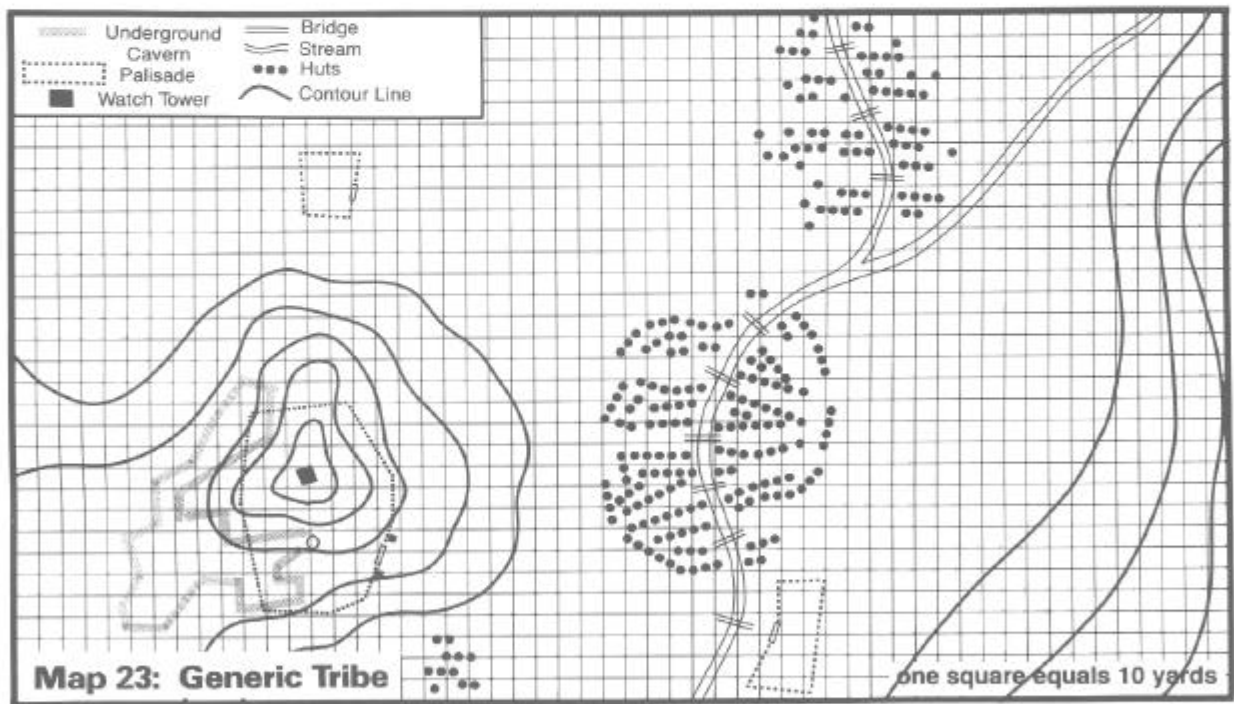 Underground
Cavern
Palisade
Watch Tower
Bridge
Stream
Huts
Contour Line
Map 23: Generic Tribe
one square equals 10 yards